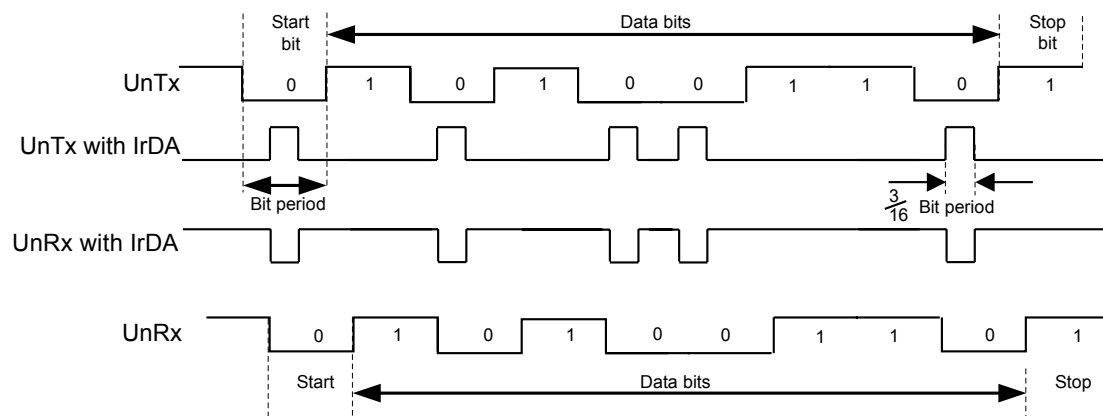 Start
bit
Data bits
Stop
bit
UnTx 0 1 0 1 0 0 1 1 0 1
UnTx with IrDA
Bit period
3/16 Bit period
UnRx with IrDA
UnRx 0 1 0 1 0 0 1 1 0 1
Start Data bits Stop